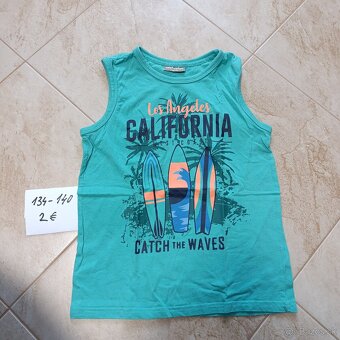 Los Angeles
CALIFORNIA
CATCH THE WAVES
134-140
2€